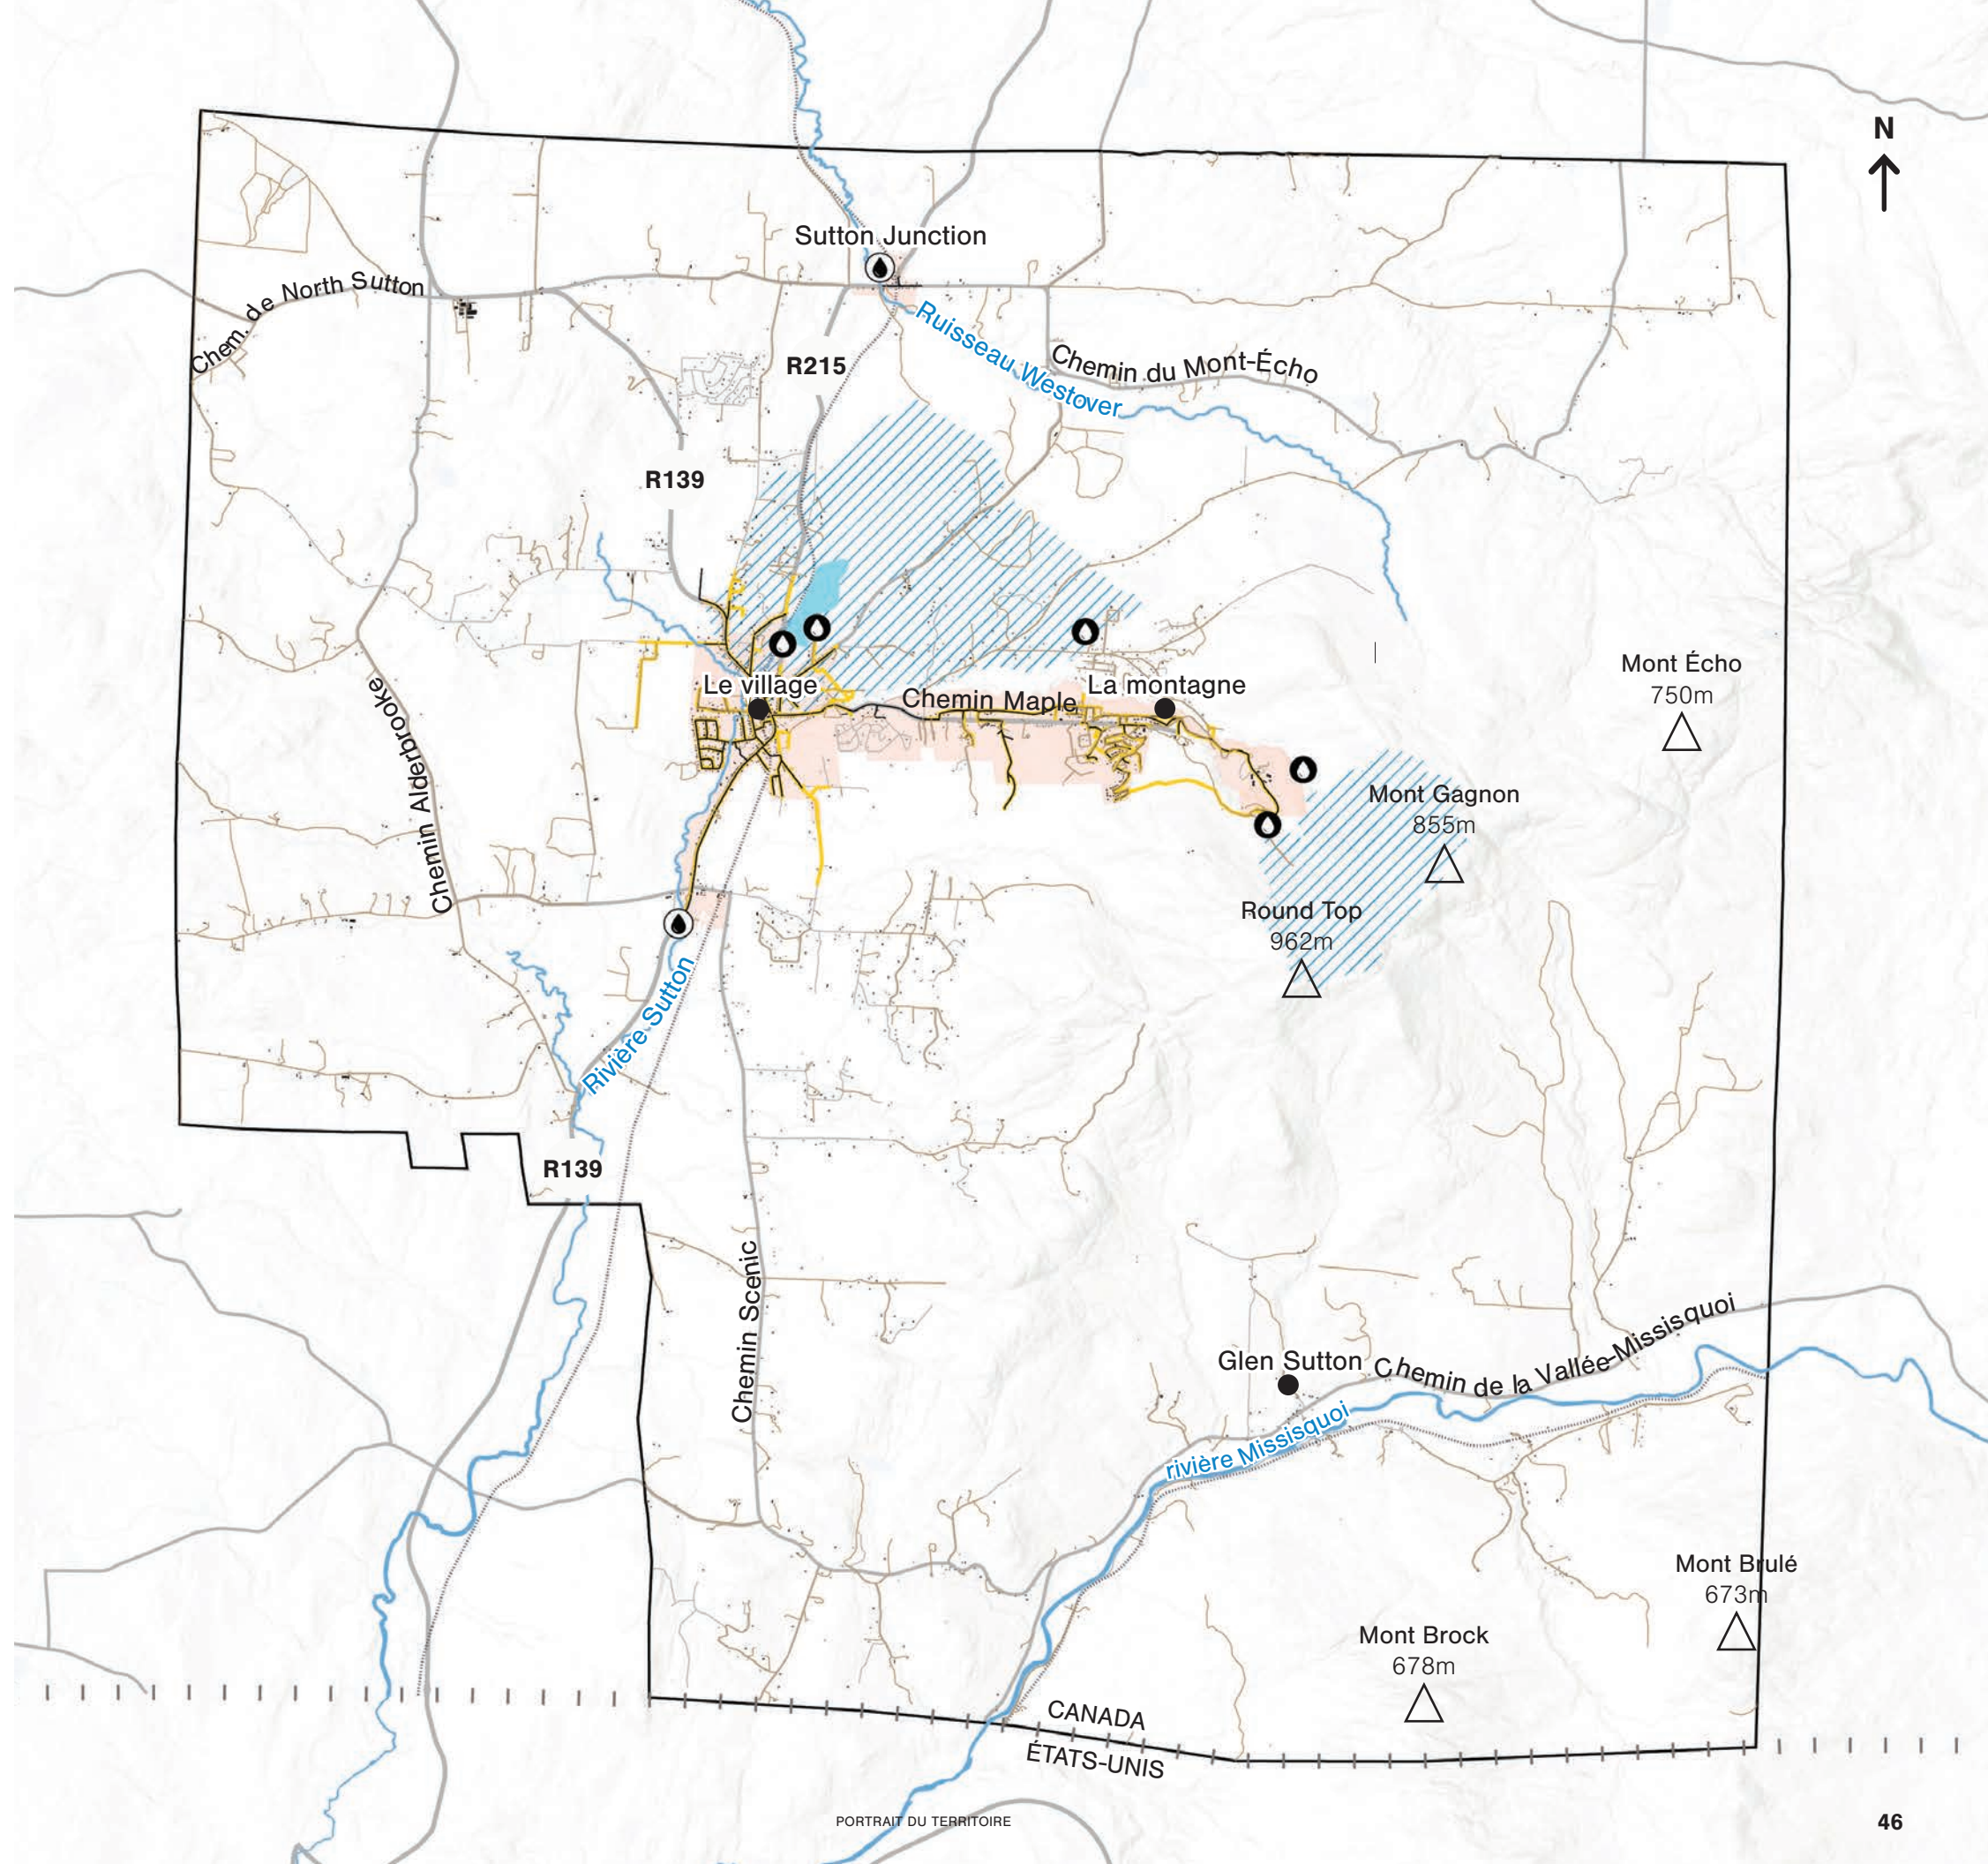 N
Sutton Junction
Chem. de North Sutton
Ruisseau Westover
Chemin du Mont-Écho
R215
R139
Mont Écho
750m
Le village
Chemin Maple
La montagne
Chemin Alderbrooke
Mont Gagnon
855m
Round Top
962m
Rivière Sutton
R139
Chemin Scenic
Glen Sutton
Chemin de la Vallée-Missisquoi
rivière Missisquoi
Mont Brulé
673m
Mont Brock
678m
CANADA
ÉTATS-UNIS
PORTRAIT DU TERRITOIRE
46